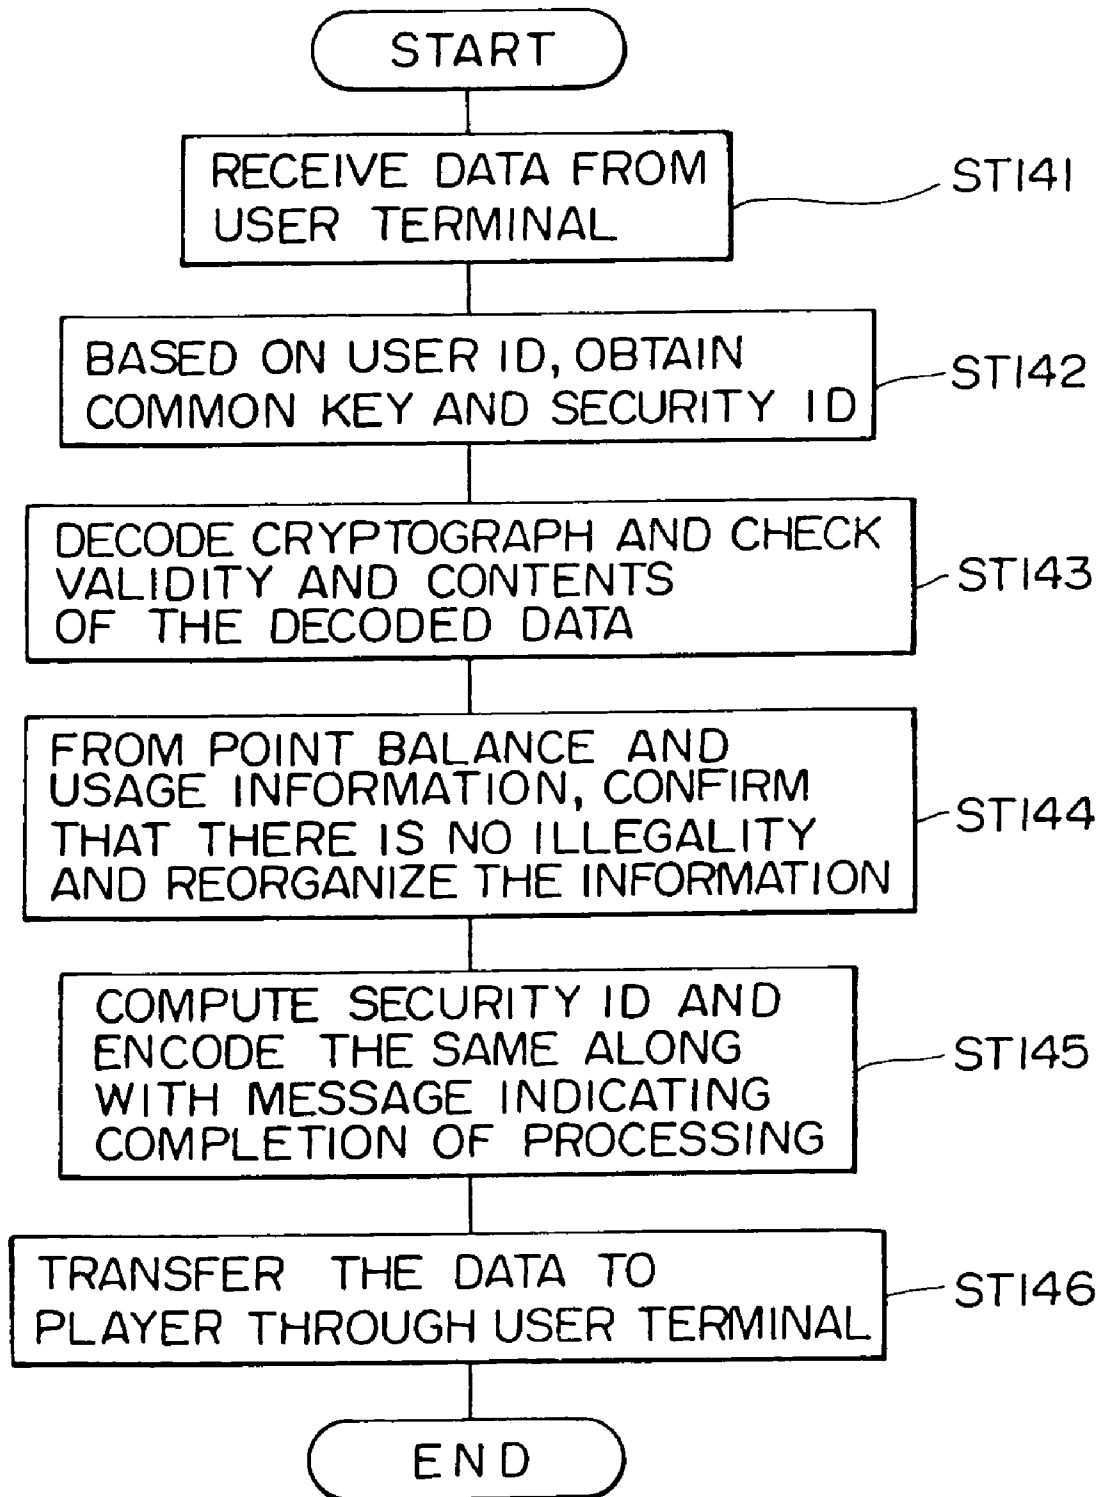 START
RECEIVE DATA FROM
USER TERMINAL
ST141
BASED ON USER ID, OBTAIN
COMMON KEY AND SECURITY ID
ST142
DECODE CRYPTOGRAPH AND CHECK
VALIDITY AND CONTENTS
OF THE DECODED DATA
ST143
FROM POINT BALANCE AND
USAGE INFORMATION, CONFIRM
THAT THERE IS NO ILLEGALITY
AND REORGANIZE THE INFORMATION
ST144
COMPUTE SECURITY ID AND
ENCODE THE SAME ALONG
WITH MESSAGE INDICATING
COMPLETION OF PROCESSING
ST145
TRANSFER THE DATA TO
PLAYER THROUGH USER TERMINAL
ST146
END